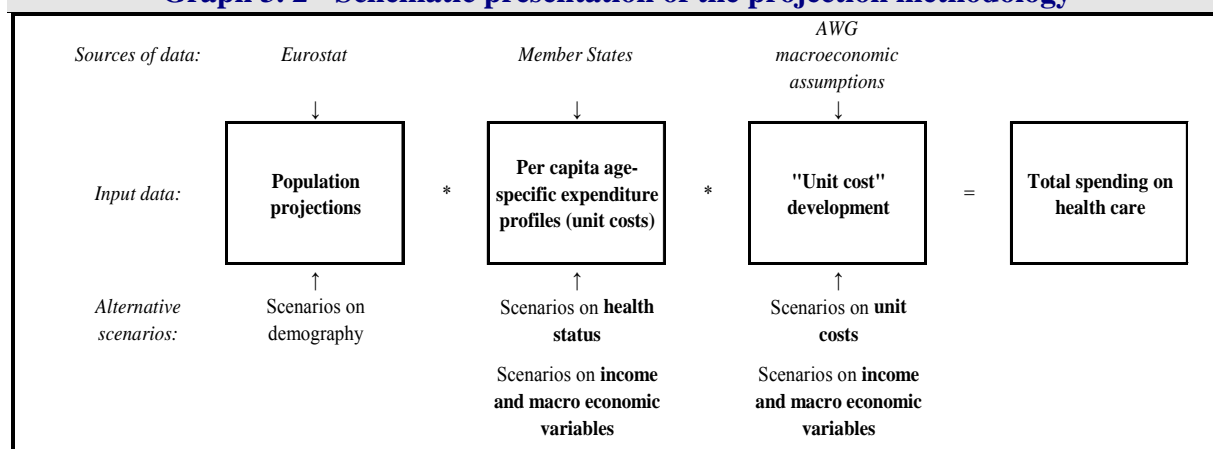 Graph 3. 2 - Schematic presentation of the projection methodology
Sources of data:
Eurostat
Member States
AWG
macroeconomic
assumptions
↓ ↓ ↓
Input data:
Population
projections
*
Per capita age-
specific expenditure
profiles (unit costs)
*
"Unit cost"
development
=
Total spending on
health care
↑ ↑ ↑
Alternative
scenarios:
Scenarios on
demography
Scenarios on health
status
Scenarios on income
and macro economic
variables
Scenarios on unit
costs
Scenarios on income
and macro economic
variables